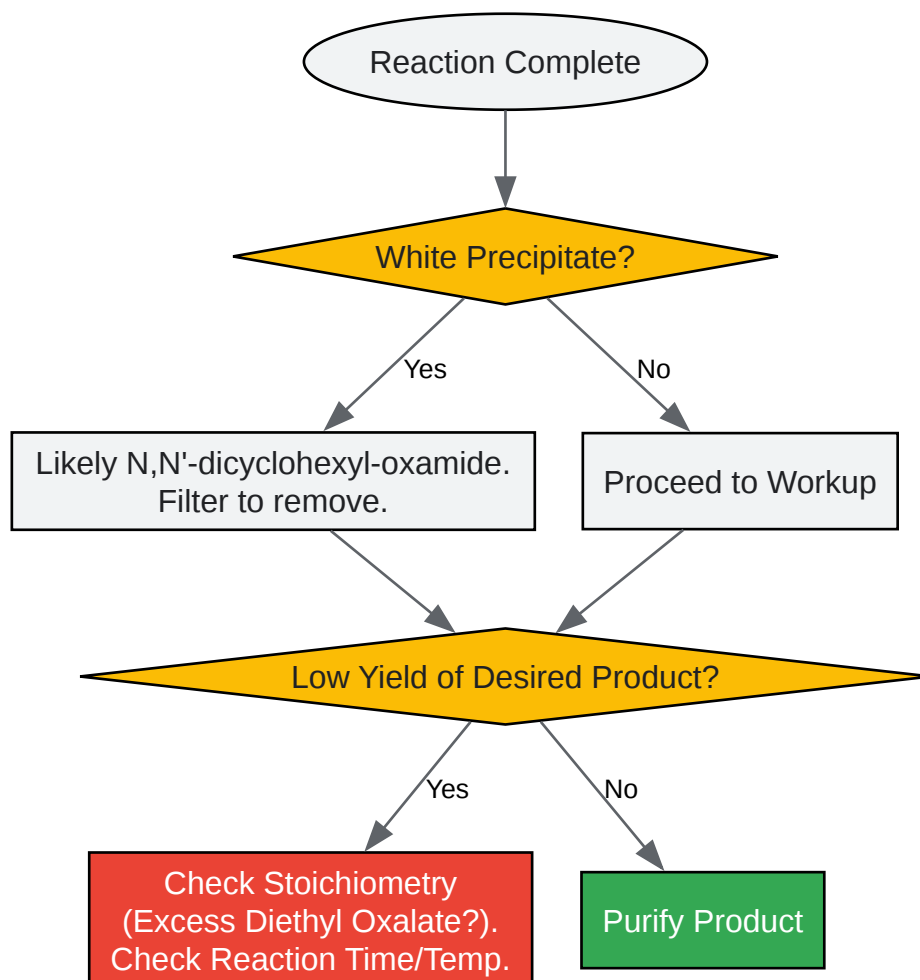 Reaction Complete
White Precipitate?
Yes
No
Likely N,N'-dicyclohexyl-oxamide.
Filter to remove.
Proceed to Workup
Low Yield of Desired Product?
Yes
No
Check Stoichiometry
(Excess Diethyl Oxalate?).
Check Reaction Time/Temp.
Purify Product